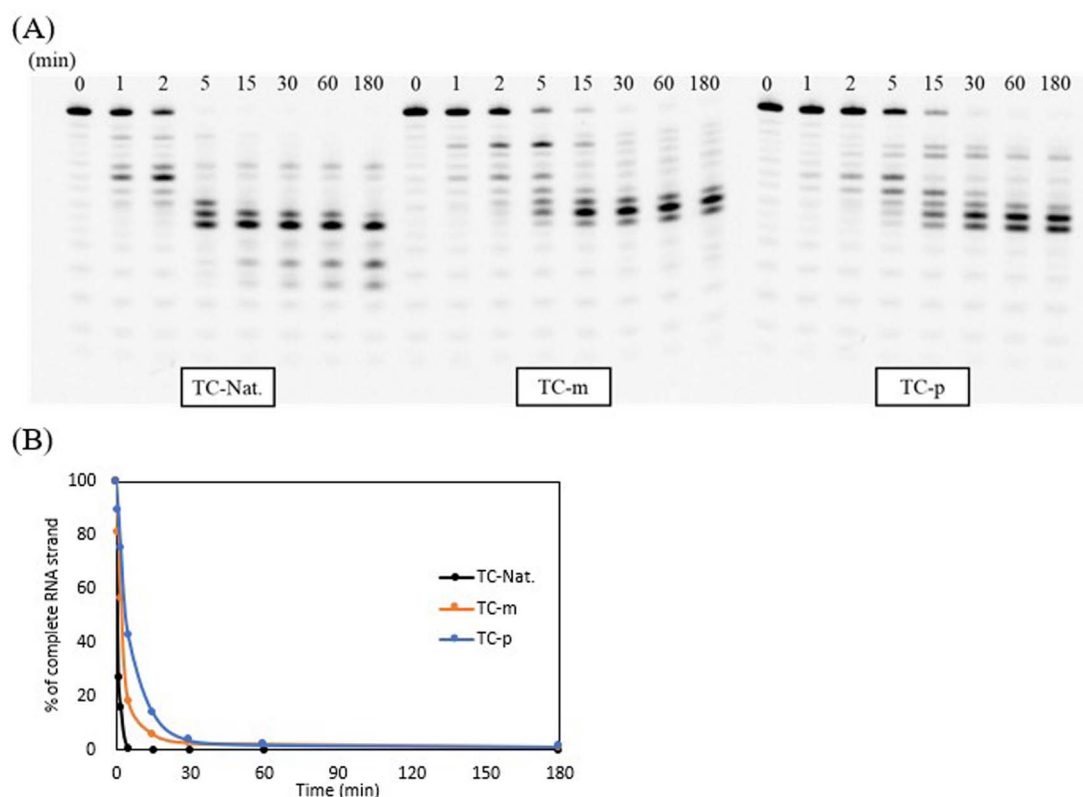 (A)
(min)
0 1 2 5 15 30 60 180 0 1 2 5 15 30 60 180 0 1 2 5 15 30 60 180
TC-Nat. TC-m TC-p
(B)
% of complete RNA strand
100
80
60
40
20
0
TC-Nat.
TC-m
TC-p
0 30 60 90 120 150 180
Time (min)